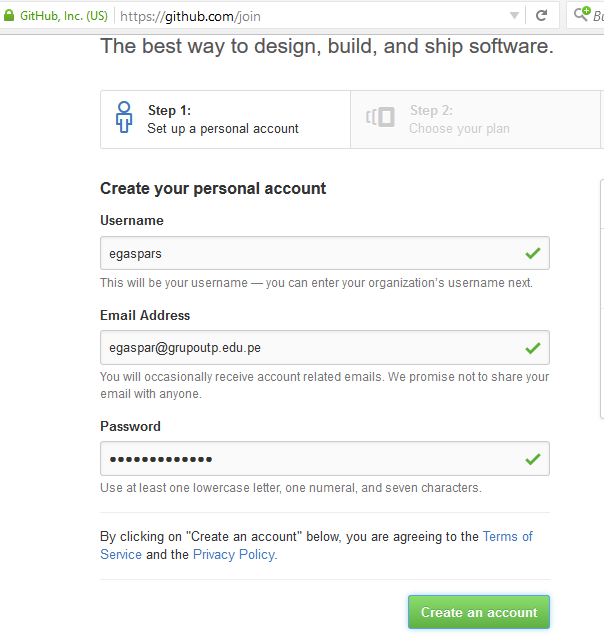 GitHub, Inc. (US) https://github.com/join
The best way to design, build, and ship software.
Step 1:
Set up a personal account
Step 2:
Choose your plan
Create your personal account
Username
egaspars
This will be your username — you can enter your organization's username next.
Email Address
egaspar@grupoutp.edu.pe
You will occasionally receive account related emails. We promise not to share your
email with anyone.
Password
●●●●●●●●●●●●●
Use at least one lowercase letter, one numeral, and seven characters.
By clicking on "Create an account" below, you are agreeing to the Terms of
Service and the Privacy Policy.
Create an account